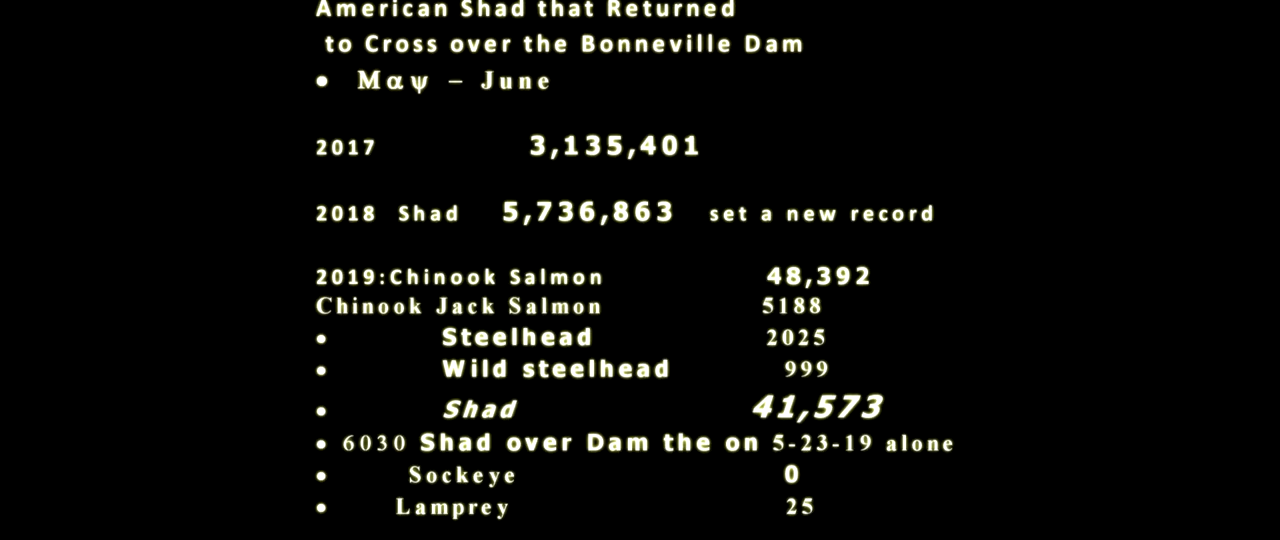 American Shad that Returned
to Cross over the Bonneville Dam
• Mαψ – June
2017 3,135,401
2018 Shad 5,736,863 set a new record
2019:Chinook Salmon 48,392
Chinook Jack Salmon 5188
• Steelhead 2025
• Wild steelhead 999
• Shad 41,573
• 6030 Shad over Dam the on 5-23-19 alone
• Sockeye 0
• Lamprey 25